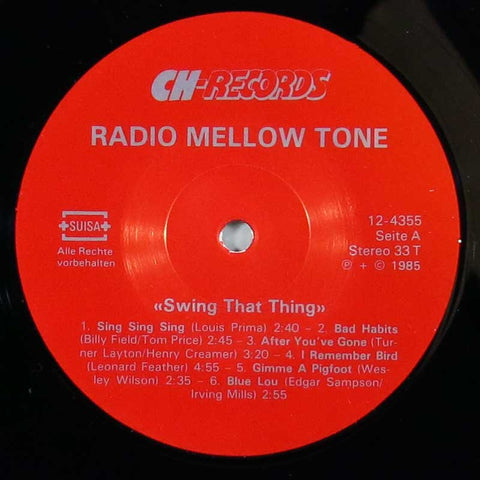 CH-RECORDS
RADIO MELLOW TONE
+SUISA+
Alle Rechte
vorbehalten
12-4355
Seite A
Stereo 33 T
℗ + © 1985
«Swing That Thing»
1. Sing Sing Sing (Louis Prima) 2:40 – 2. Bad Habits
(Billy Field/Tom Price) 2:45 – 3. After You've Gone (Tur-
ner Layton/Henry Creamer) 3:20 – 4. I Remember Bird
(Leonard Feather) 4:55 – 5. Gimme A Pigfoot (Wes-
ley Wilson) 2:35 – 6. Blue Lou (Edgar Sampson/
Irving Mills) 2:55